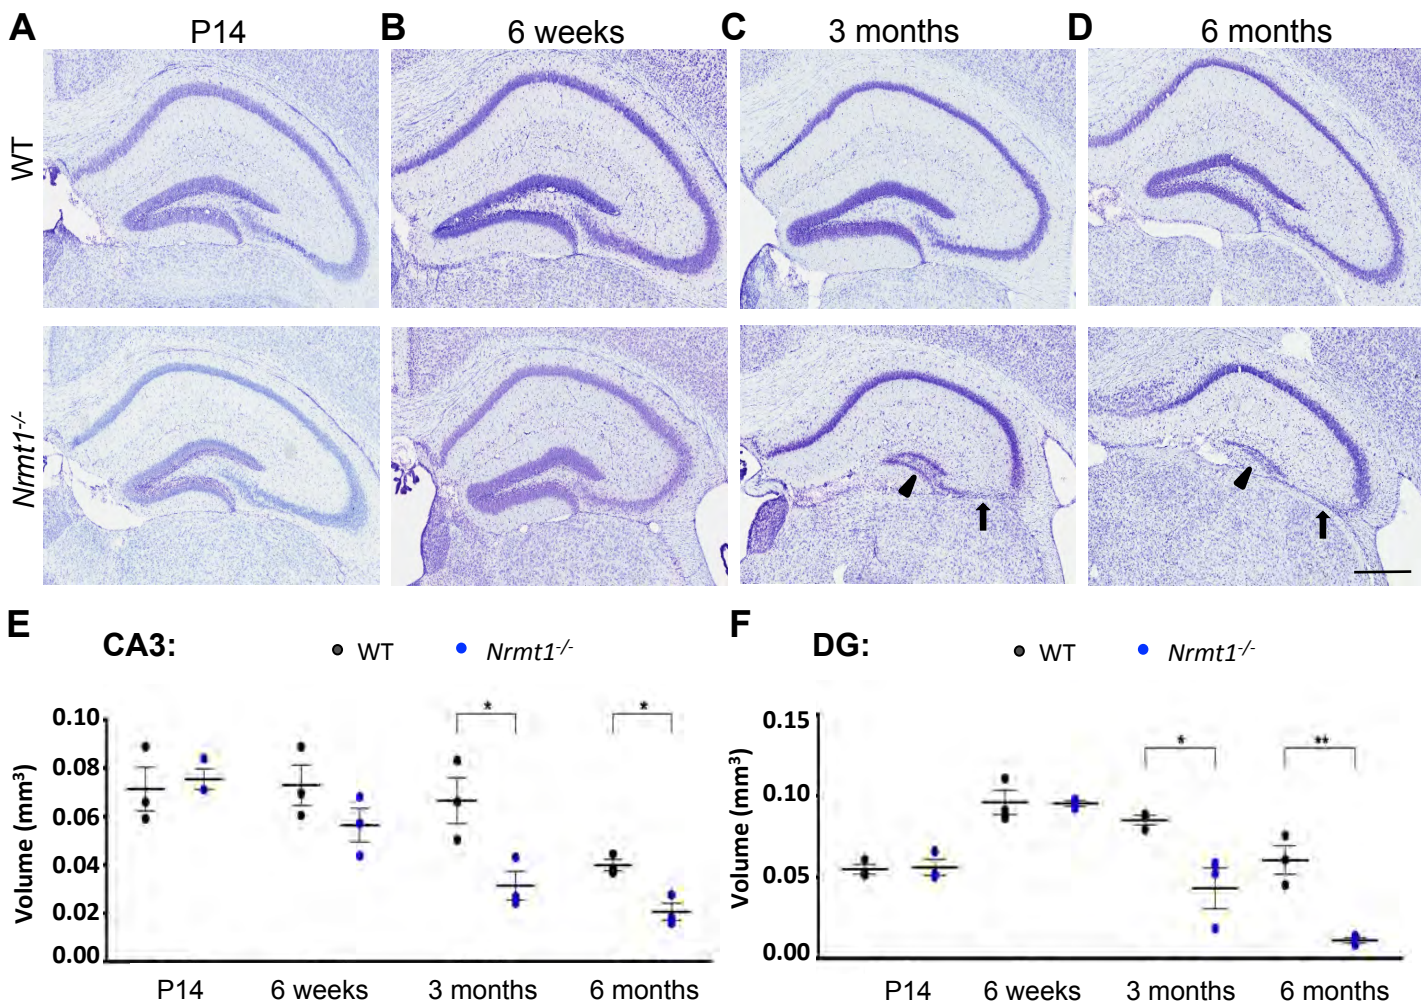 A P14 B 6 weeks C 3 months D 6 months
WT
Nrmt1-/-
E CA3: WT Nrmt1-/-
Volume (mm³)
0.10
0.08
0.06
0.04
0.02
0.00
* *
P14 6 weeks 3 months 6 months
F DG: WT Nrmt1-/-
Volume (mm³)
0.15
0.10
0.05
0.00
* **
P14 6 weeks 3 months 6 months